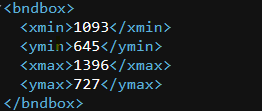 <bndbox>
<xmin>1093</xmin>
<ymin>645</ymin>
<xmax>1396</xmax>
<ymax>727</ymax>
</bndbox>